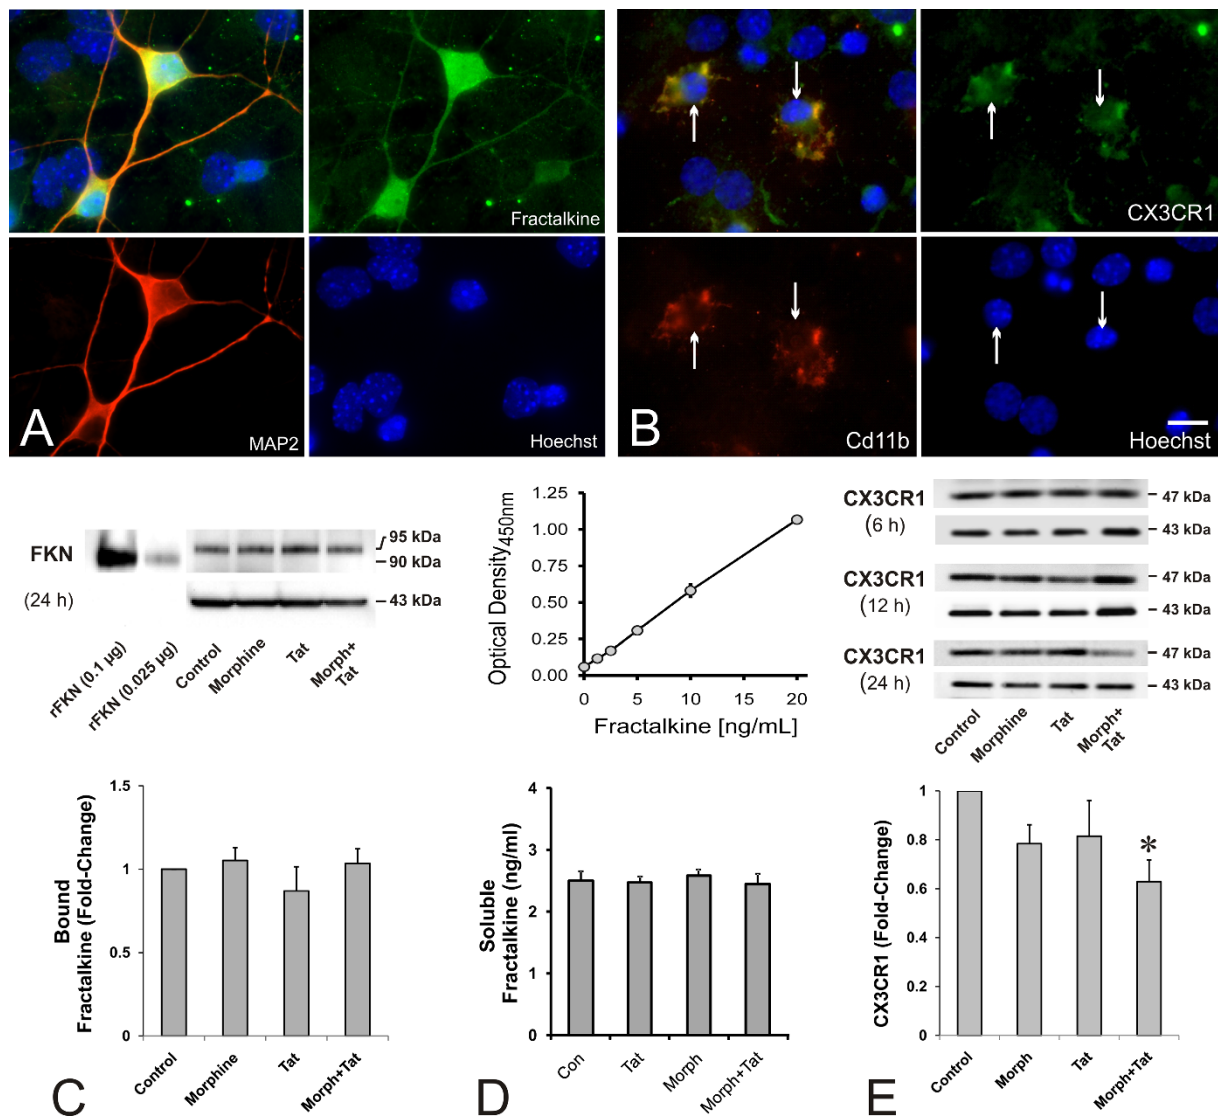 Fractalkine
MAP2
Hoechst
A
CX3CR1
Cd11b
Hoechst
B
FKN
(24 h)
95 kDa
90 kDa
43 kDa
rFKN (0.1 µg)
rFKN (0.025 µg)
Control
Morphine
Tat
Morph+
Tat
Bound
Fractalkine (Fold-Change)
1.5
1
0.5
0
Control
Morphine
Tat
Morph+Tat
C
Optical Density450nm
1.25
1.00
0.75
0.50
0.25
0.00
0
5
10
15
20
Fractalkine [ng/mL]
Soluble
Fractalkine (ng/ml)
4
3
2
1
0
Con
Tat
Morph
Morph+Tat
D
CX3CR1
(6 h)
47 kDa
43 kDa
CX3CR1
(12 h)
47 kDa
43 kDa
CX3CR1
(24 h)
47 kDa
43 kDa
Control
Morphine
Tat
Morph+
Tat
CX3CR1 (Fold-Change)
1
0.8
0.6
0.4
0.2
0
*
Control
Morph
Tat
Morph+Tat
E